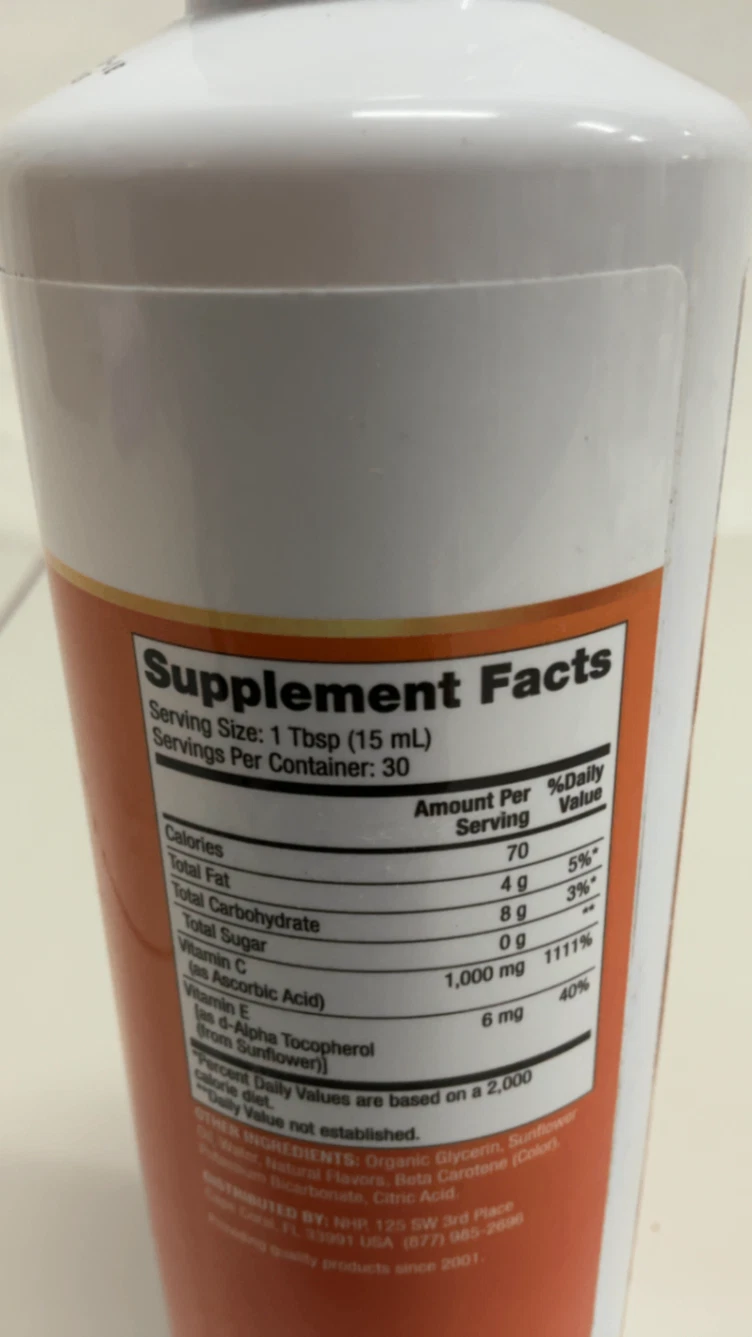 Supplement Facts
Serving Size: 1 Tbsp (15 mL)
Servings Per Container: 30
Amount Per Serving %Daily Value
Calories 70
Total Fat 4 g 5%*
Total Carbohydrate 8 g 3%*
Total Sugar 0 g **
Vitamin C 1,000 mg 1111%
(as Ascorbic Acid)
Vitamin E 6 mg 40%
[as d-Alpha Tocopherol
(from Sunflower)]
*Percent Daily Values are based on a 2,000
calorie diet.
**Daily Value not established.
OTHER INGREDIENTS: Organic Glycerin, Sunflower
Oil, Water, Natural Flavors, Beta Carotene (Color),
Potassium Bicarbonate, Citric Acid.
DISTRIBUTED BY: NHP, 125 SW 3rd Place
Cape Coral, FL 33991 USA (877) 985-2696
Providing quality products since 2001.